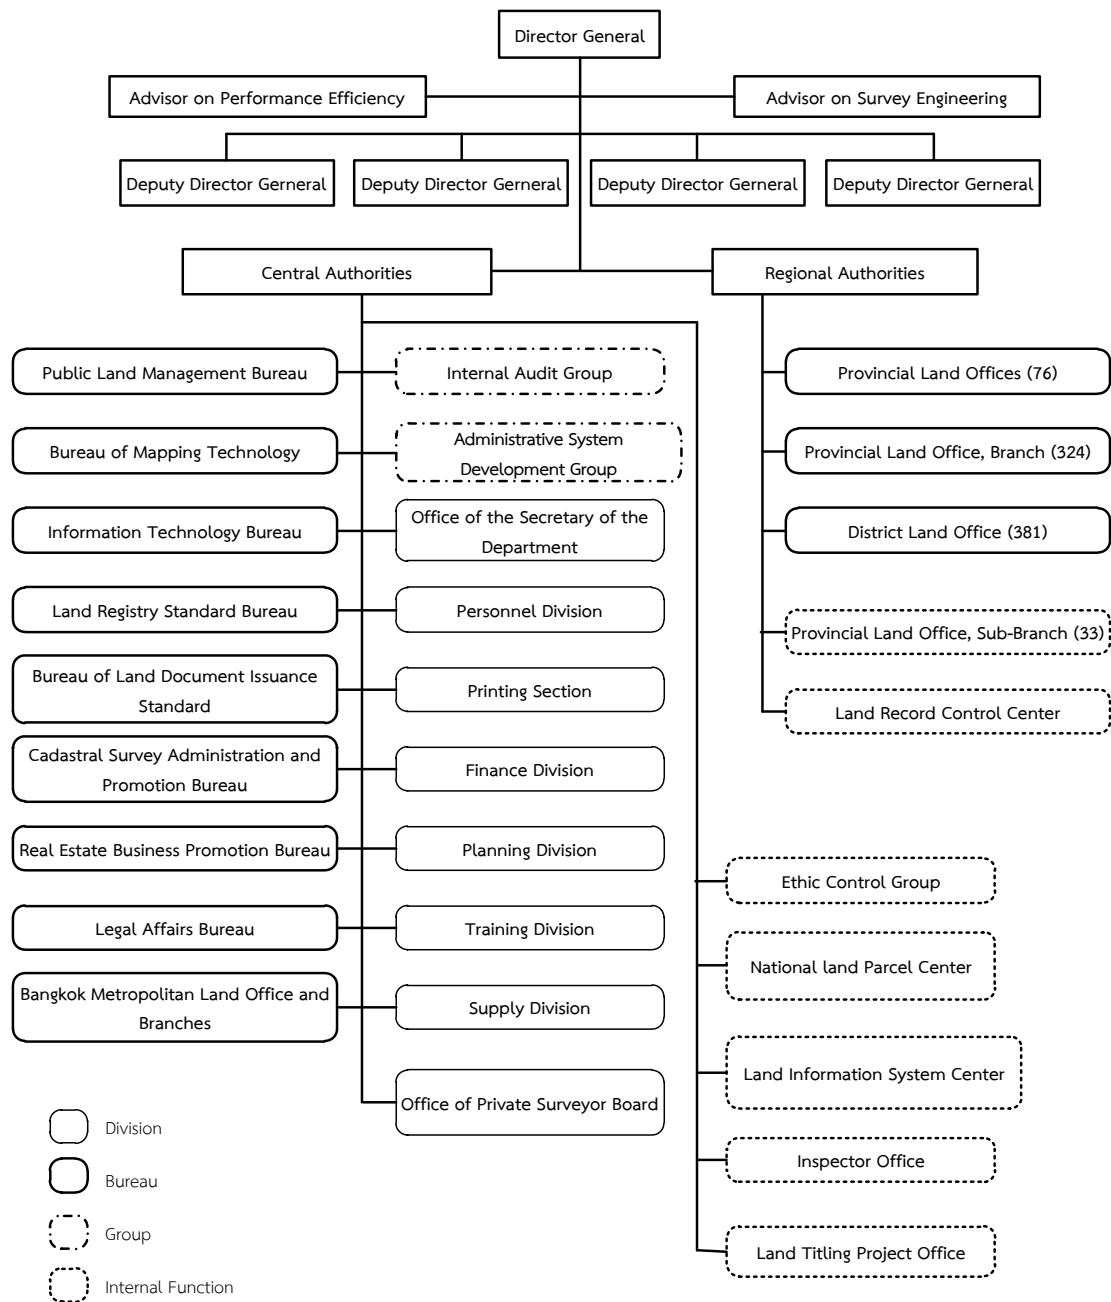 Director General
Advisor on Performance Efficiency
Advisor on Survey Engineering
Deputy Director Gerneral
Deputy Director Gerneral
Deputy Director Gerneral
Deputy Director Gerneral
Central Authorities
Regional Authorities
Public Land Management Bureau
Internal Audit Group
Provincial Land Offices (76)
Bureau of Mapping Technology
Administrative System
Development Group
Provincial Land Office, Branch (324)
Information Technology Bureau
Office of the Secretary of the
Department
District Land Office (381)
Land Registry Standard Bureau
Personnel Division
Provincial Land Office, Sub-Branch (33)
Bureau of Land Document Issuance
Standard
Printing Section
Land Record Control Center
Cadastral Survey Administration and
Promotion Bureau
Finance Division
Real Estate Business Promotion Bureau
Planning Division
Ethic Control Group
Legal Affairs Bureau
Training Division
National land Parcel Center
Bangkok Metropolitan Land Office and
Branches
Supply Division
Land Information System Center
Office of Private Surveyor Board
Inspector Office
Land Titling Project Office
Division
Bureau
Group
Internal Function